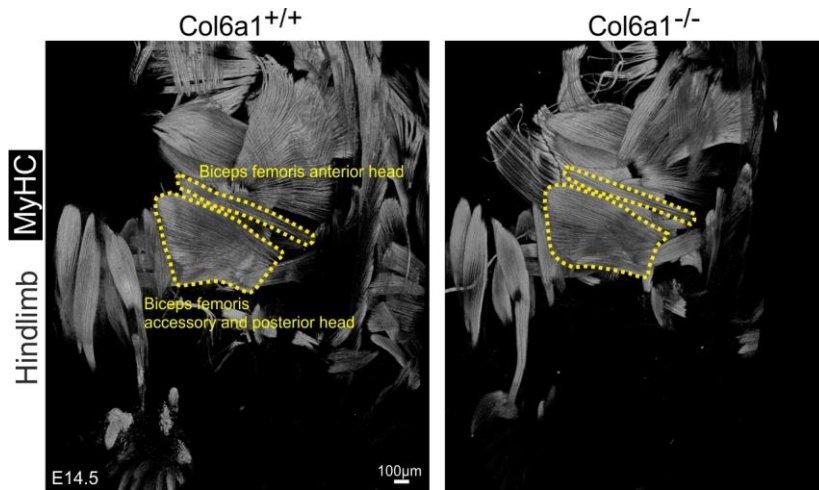 Col6a1+/+
Col6a1-/-
Hindlimb MyHC
Biceps femoris anterior head
Biceps femoris
accessory and posterior head
E14.5
100μm